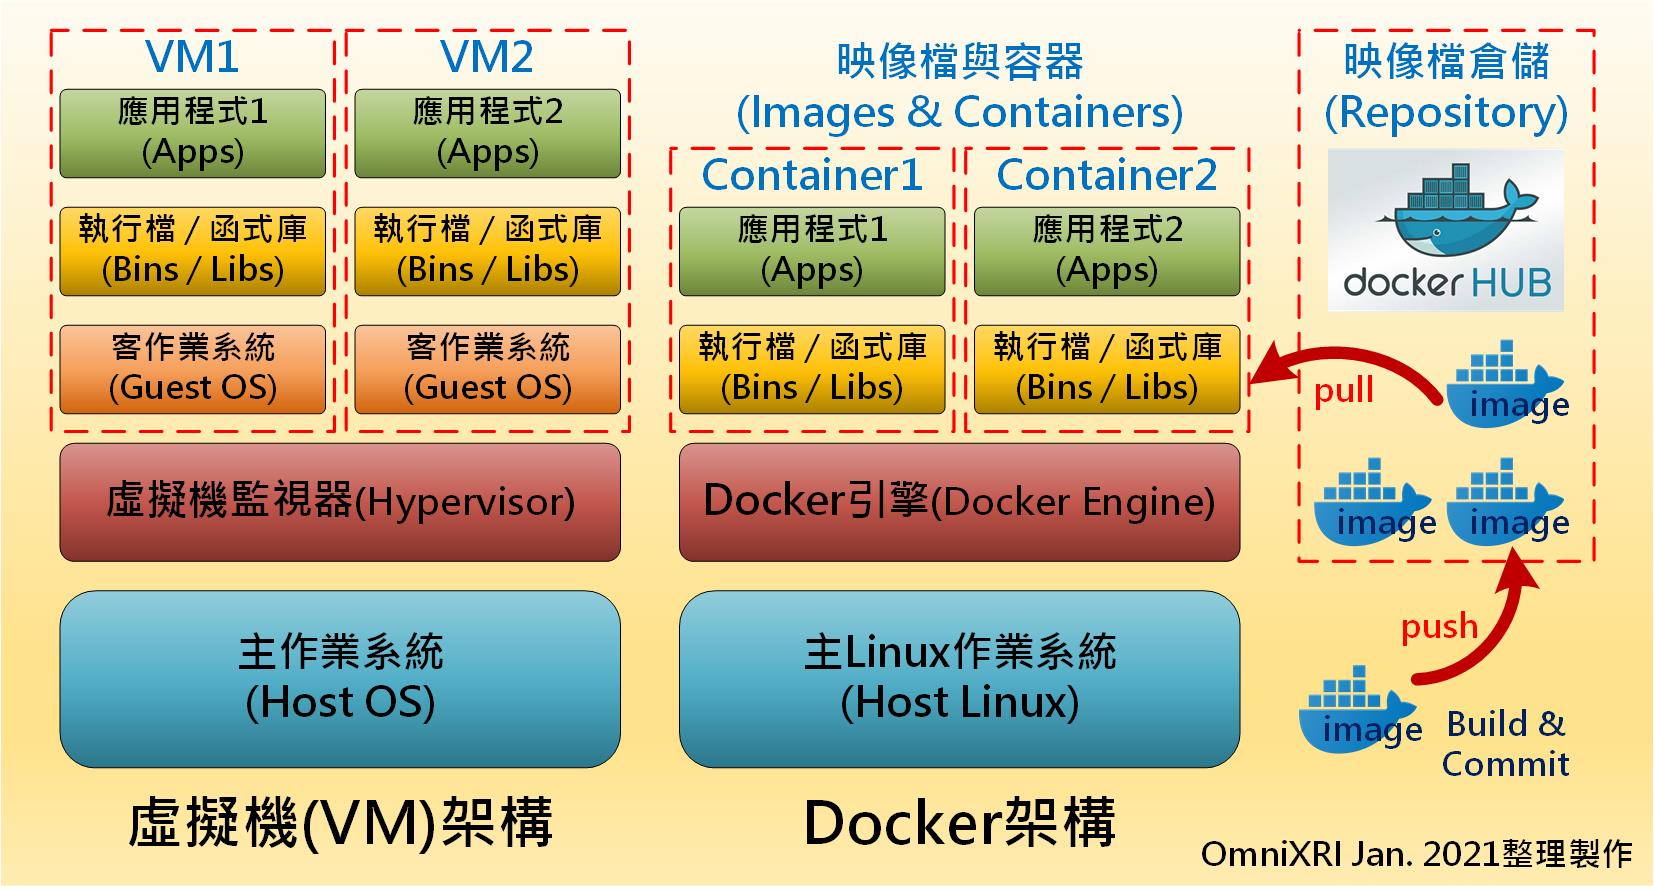 VM1
應用程式1
(Apps)
執行檔 / 函式庫
(Bins / Libs)
客作業系統
(Guest OS)
VM2
應用程式2
(Apps)
執行檔 / 函式庫
(Bins / Libs)
客作業系統
(Guest OS)
虛擬機監視器(Hypervisor)
主作業系統
(Host OS)
虛擬機(VM)架構
映像檔與容器
(Images & Containers)
Container1
應用程式1
(Apps)
執行檔 / 函式庫
(Bins / Libs)
Container2
應用程式2
(Apps)
執行檔 / 函式庫
(Bins / Libs)
Docker引擎(Docker Engine)
主Linux作業系統
(Host Linux)
Docker架構
映像檔倉儲
(Repository)
docker HUB
pull
image
image
image
push
image
Build &
Commit
OmniXRI Jan. 2021整理製作